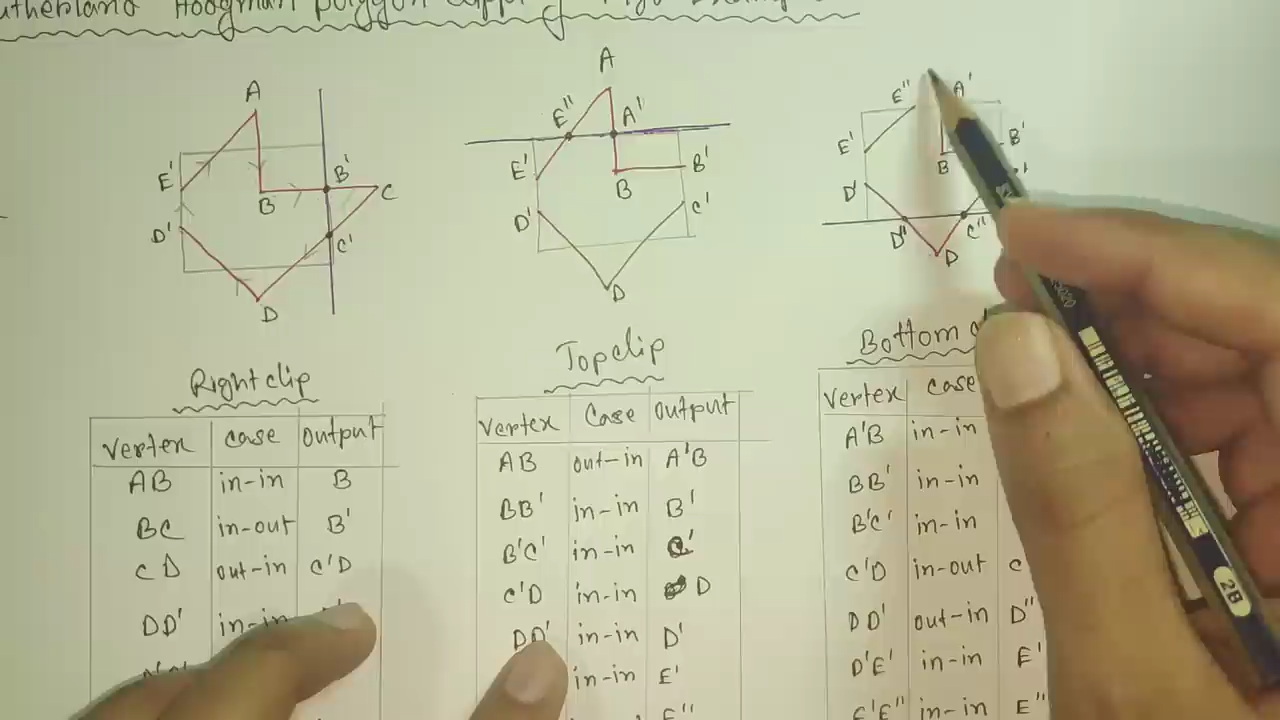 Polygon
A
E'
B'
B
C
D'
C'
D
A
E''
A'
E'
B'
B
D'
C'
D
E''
A'
E'
B'
B
D'
D''
C''
D
Right clip
Vertex case output
AB in-in B
BC in-out B'
CD out-in C'D
DD' in-in
Top clip
Vertex Case Output
AB out-in A'B
BB' in-in B'
B'C' in-in C'
C'D in-in D
DD' in-in D'
in-in E'
E''
Bottom
Vertex case
A'B in-in
BB' in-in
B'C' in-in
C'D in-out C
DD' out-in D''
D'E' in-in E'
E'E'' in-in E''
2B